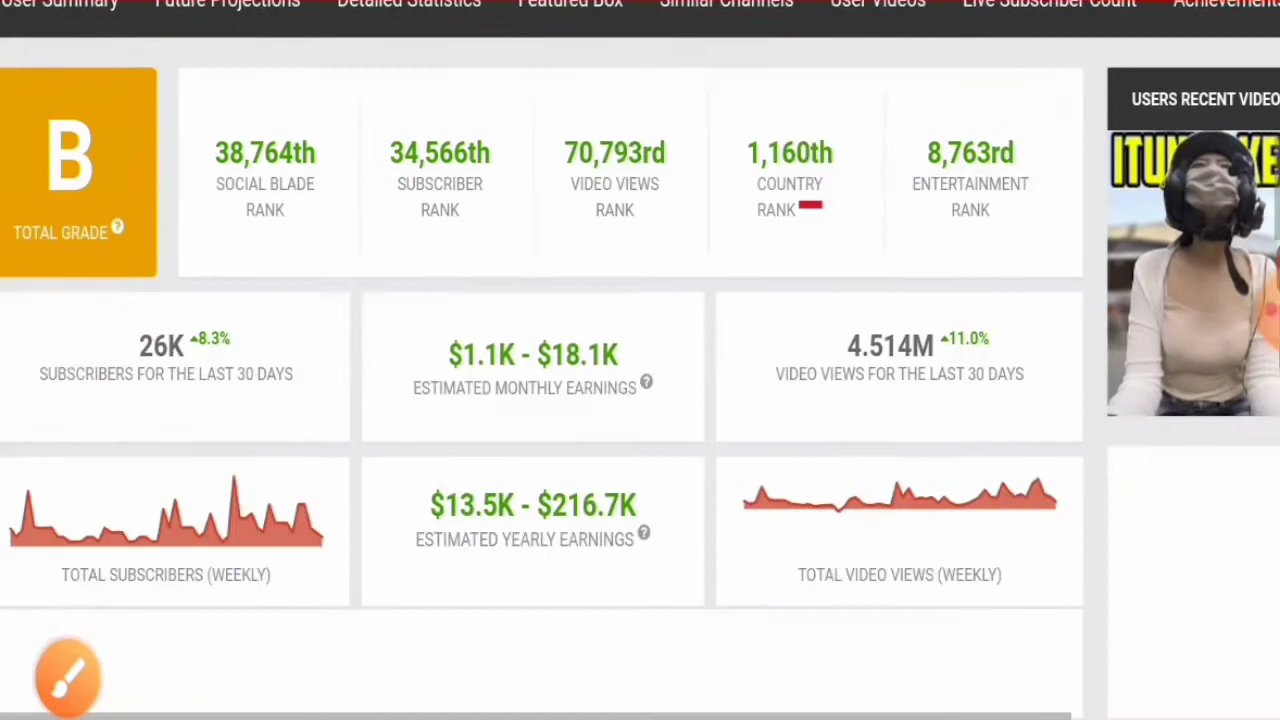 User Summary Future Projections Detailed Statistics Featured Box Similar Channels User Videos Live Subscriber Count Achievements
B
TOTAL GRADE ?
38,764th
SOCIAL BLADE
RANK
34,566th
SUBSCRIBER
RANK
70,793rd
VIDEO VIEWS
RANK
1,160th
COUNTRY
RANK
8,763rd
ENTERTAINMENT
RANK
USERS RECENT VIDEO
26K 8.3%
SUBSCRIBERS FOR THE LAST 30 DAYS
$1.1K - $18.1K
ESTIMATED MONTHLY EARNINGS ?
4.514M 11.0%
VIDEO VIEWS FOR THE LAST 30 DAYS
TOTAL SUBSCRIBERS (WEEKLY)
$13.5K - $216.7K
ESTIMATED YEARLY EARNINGS ?
TOTAL VIDEO VIEWS (WEEKLY)